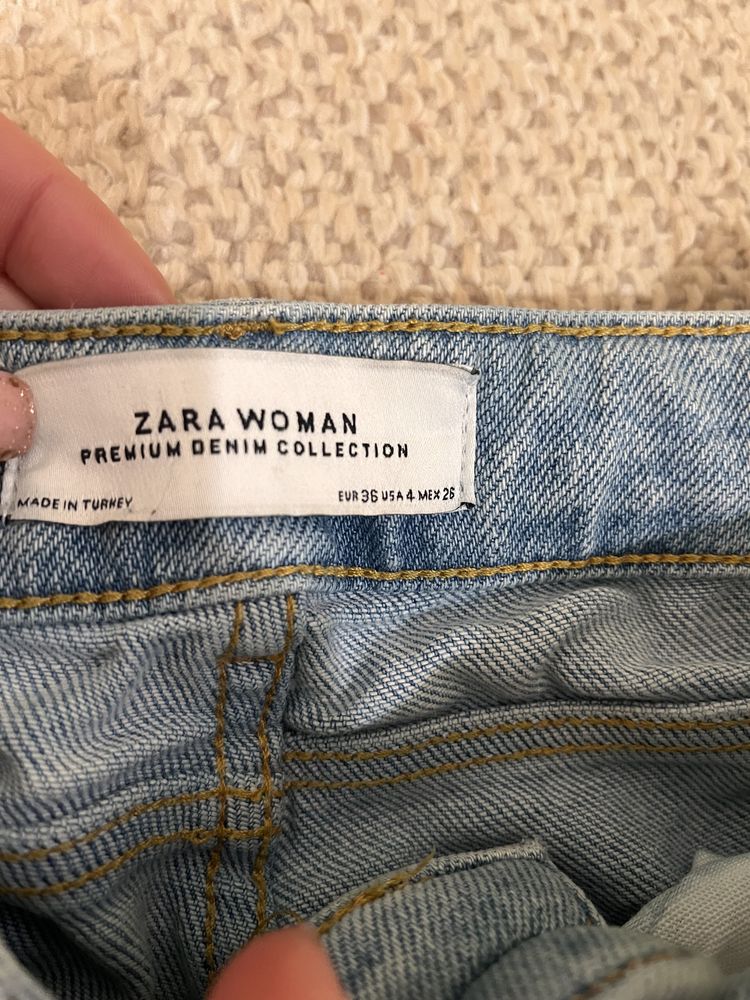 ZARA WOMAN
PREMIUM DENIM COLLECTION
MADE IN TURKEY
EUR 36 USA 4 MEX 26